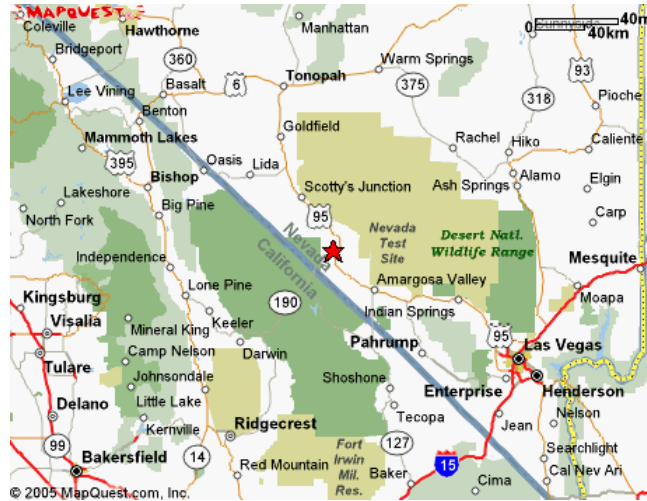 MAPQUEST
Coleville
Hawthorne
Manhattan
Sunnyside
0 40m
40km
Bridgeport
360
Basalt
6
Tonopah
Warm Springs
375
93
318
Pioche
Lee Vining
Benton
Goldfield
Mammoth Lakes
Rachel
Hiko
Caliente
395
Bishop
Oasis
Lida
Scotty's Junction
Ash Springs
Alamo
Elgin
Lakeshore
North Fork
Big Pine
95
Nevada
California
Nevada
Test
Site
Desert Natl.
Wildlife Range
Carp
Independence
Mesquite
Amargosa Valley
Moapa
Kingsburg
Lone Pine
190
Indian Springs
Visalia
Mineral King
Keeler
95
Las Vegas
Tulare
Camp Nelson
Darwin
Pahrump
Johnsondale
Shoshone
Enterprise
Henderson
Delano
Little Lake
Tecopa
Jean
Nelson
Kernville
Ridgecrest
99
Bakersfield
14
127
Fort
Irwin
Mil.
Res.
Searchlight
15
Red Mountain
Baker
Cima
Cal Nev Ari
© 2005 MapQuest.com, Inc.